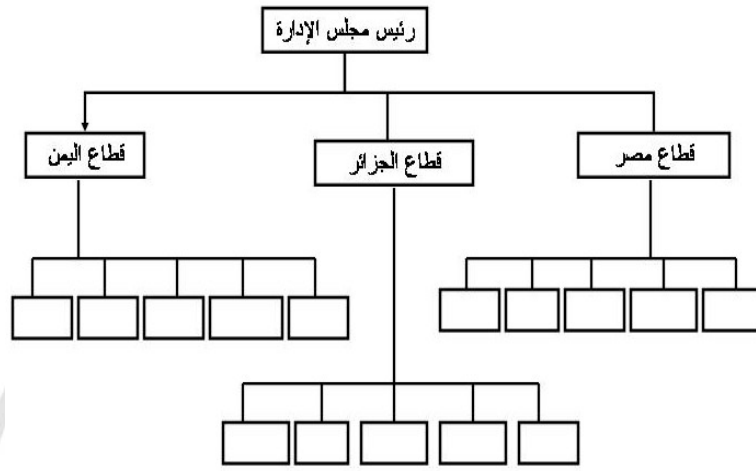 رئيس مجلس الإدارة
قطاع مصر
قطاع الجزائر
قطاع اليمن